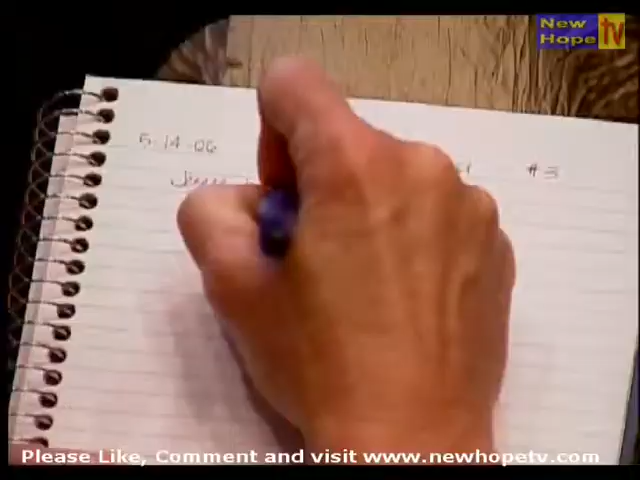 New
Hope tv
5-14-06
#3
Please Like, Comment and visit www.newhopetv.com